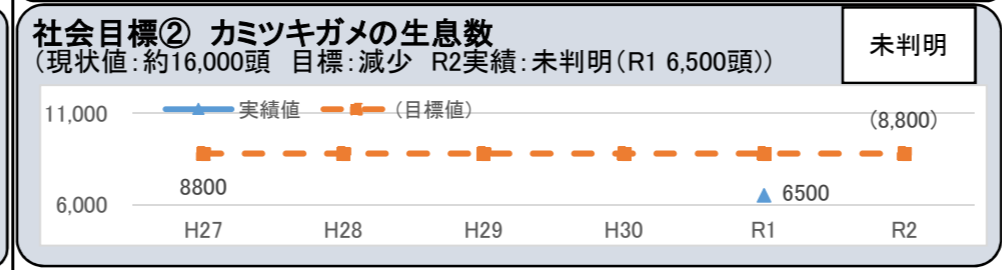 社会目標② カミツキガメの生息数
(現状値:約16,000頭 目標:減少 R2実績:未判明(R1 6,500頭))
未判明
実績値 (目標値)
11,000
(8,800)
8800
6500
6,000
H27 H28 H29 H30 R1 R2